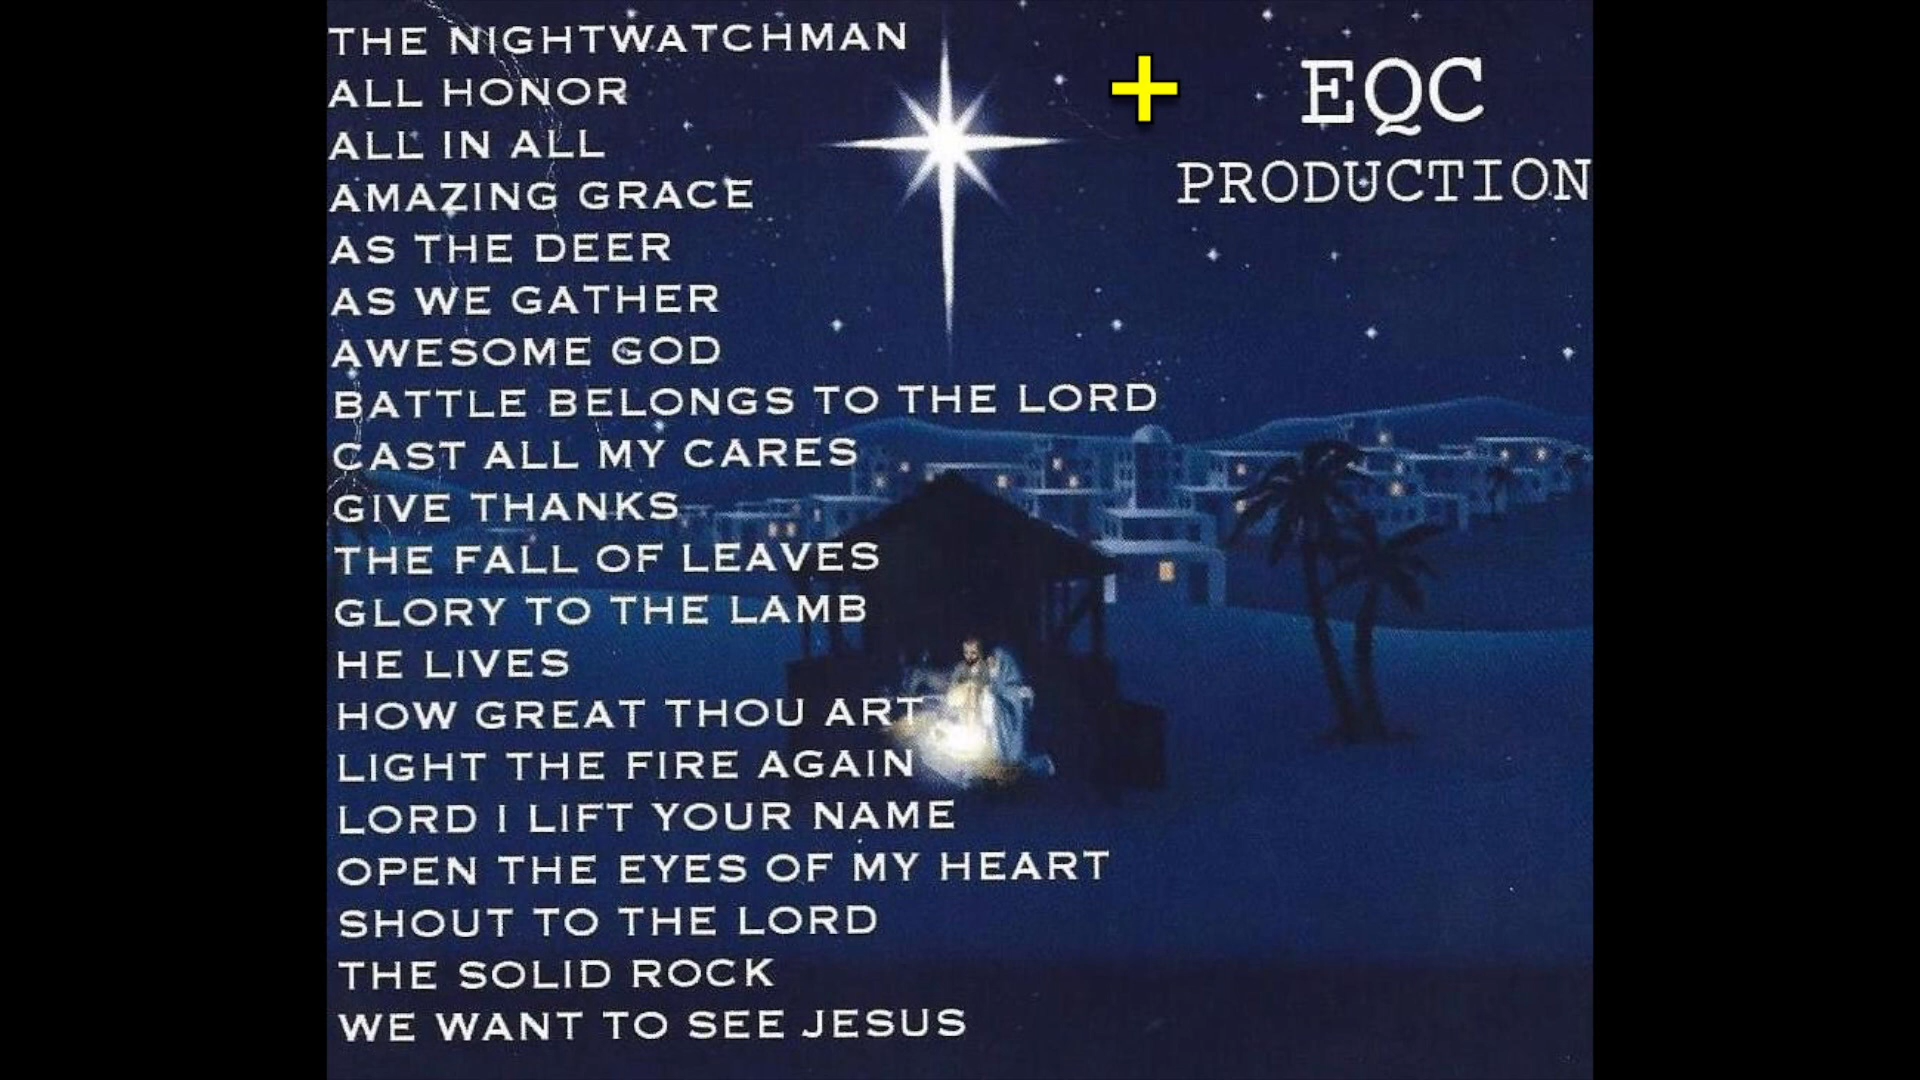 THE NIGHTWATCHMAN
ALL HONOR
ALL IN ALL
AMAZING GRACE
AS THE DEER
AS WE GATHER
AWESOME GOD
BATTLE BELONGS TO THE LORD
CAST ALL MY CARES
GIVE THANKS
THE FALL OF LEAVES
GLORY TO THE LAMB
HE LIVES
HOW GREAT THOU ART
LIGHT THE FIRE AGAIN
LORD I LIFT YOUR NAME
OPEN THE EYES OF MY HEART
SHOUT TO THE LORD
THE SOLID ROCK
WE WANT TO SEE JESUS
+ EQC
PRODUCTION